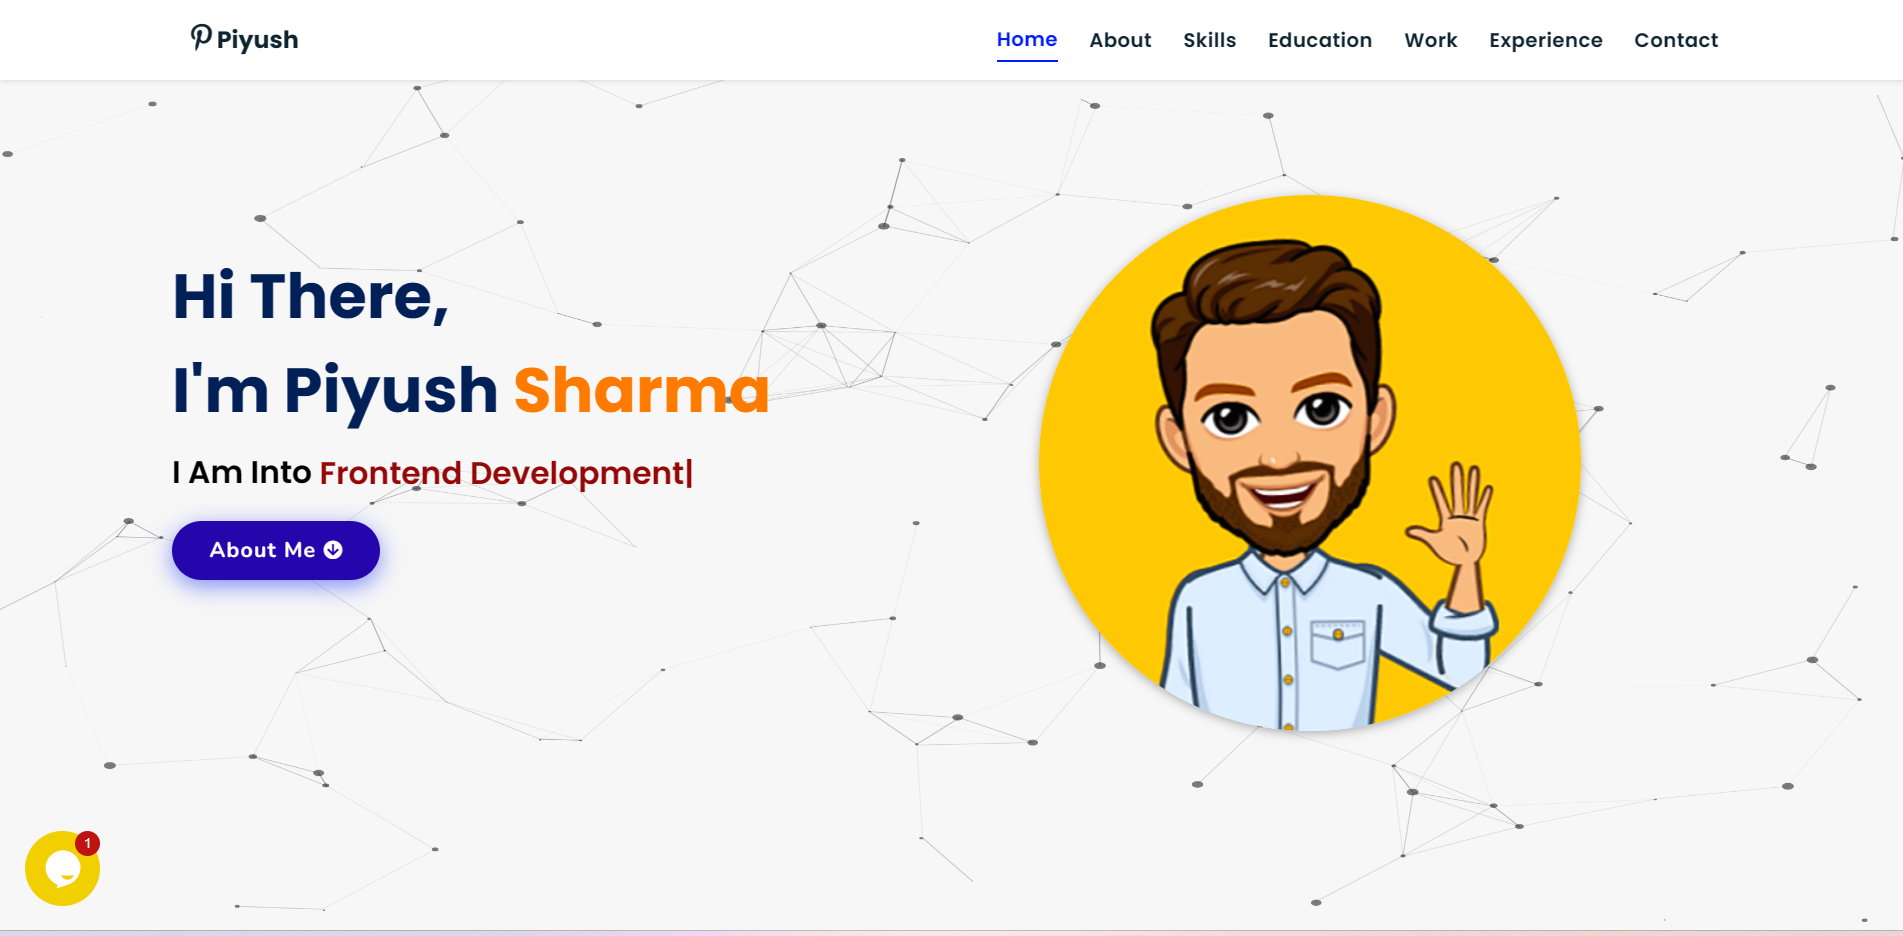 Piyush
Home About Skills Education Work Experience Contact
Hi There,
I'm Piyush Sharma
I Am Into Frontend Development|
About Me
1